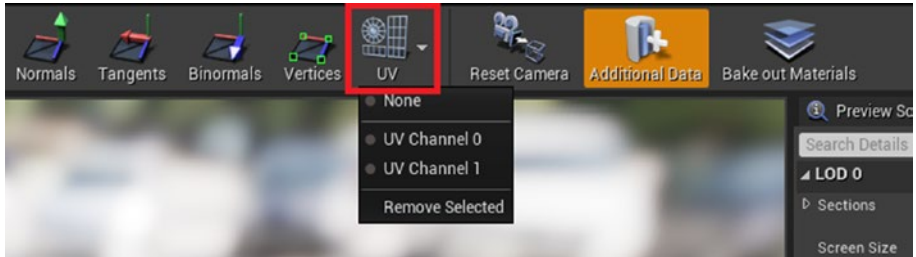 Normals Tangents Binormals Vertices UV Reset Camera Additional Data Bake out Materials
None
UV Channel 0
UV Channel 1
Remove Selected
Preview Sc
Search Details
LOD 0
Sections
Screen Size